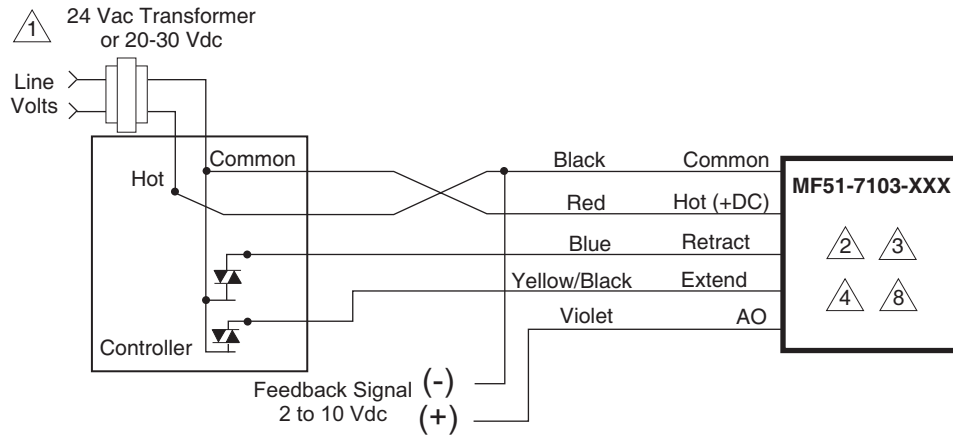 1
24 Vac Transformer
or 20-30 Vdc
Line
Volts
Common
Hot
Controller
Black
Common
Red
Hot (+DC)
Blue
Retract
Yellow/Black
Extend
Violet
AO
MF51-7103-XXX
2
3
4
8
Feedback Signal (-)
2 to 10 Vdc (+)